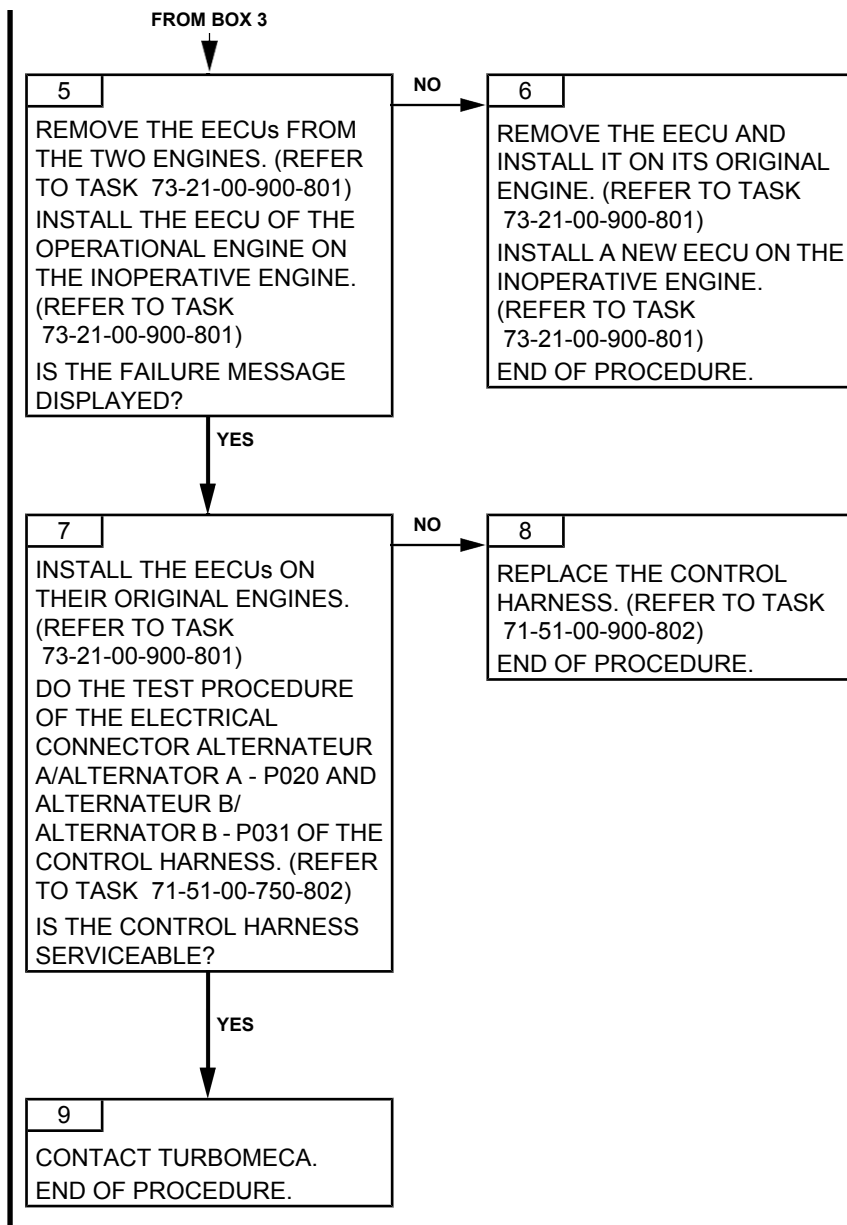 FROM BOX 3
5
REMOVE THE EECUs FROM
THE TWO ENGINES. (REFER
TO TASK 73-21-00-900-801)
INSTALL THE EECU OF THE
OPERATIONAL ENGINE ON
THE INOPERATIVE ENGINE.
(REFER TO TASK
73-21-00-900-801)
IS THE FAILURE MESSAGE
DISPLAYED?
NO
6
REMOVE THE EECU AND
INSTALL IT ON ITS ORIGINAL
ENGINE. (REFER TO TASK
73-21-00-900-801)
INSTALL A NEW EECU ON THE
INOPERATIVE ENGINE.
(REFER TO TASK
73-21-00-900-801)
END OF PROCEDURE.
YES
7
INSTALL THE EECUs ON
THEIR ORIGINAL ENGINES.
(REFER TO TASK
73-21-00-900-801)
DO THE TEST PROCEDURE
OF THE ELECTRICAL
CONNECTOR ALTERNATEUR
A/ALTERNATOR A - P020 AND
ALTERNATEUR B/
ALTERNATOR B - P031 OF THE
CONTROL HARNESS. (REFER
TO TASK 71-51-00-750-802)
IS THE CONTROL HARNESS
SERVICEABLE?
NO
8
REPLACE THE CONTROL
HARNESS. (REFER TO TASK
71-51-00-900-802)
END OF PROCEDURE.
YES
9
CONTACT TURBOMECA.
END OF PROCEDURE.